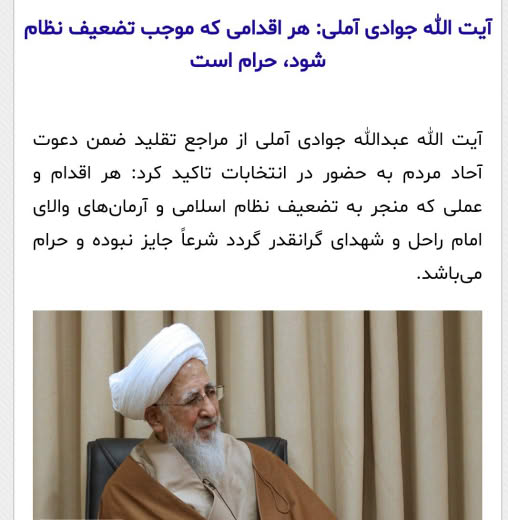 آیت الله جوادی آملی: هر اقدامی که موجب تضعیف نظام
شود، حرام است
آیت الله عبدالله جوادی آملی از مراجع تقلید ضمن دعوت
آحاد مردم به حضور در انتخابات تاکید کرد: هر اقدام و
عملی که منجر به تضعیف نظام اسلامی و آرمان‌های والای
امام راحل و شهدای گرانقدر گردد شرعاً جایز نبوده و حرام
می‌باشد.